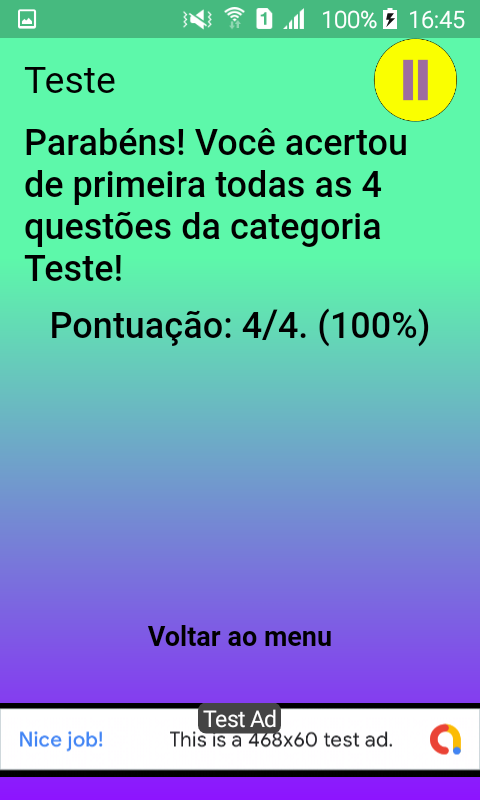 1 100% 16:45
Teste
Parabéns! Você acertou
de primeira todas as 4
questões da categoria
Teste!
Pontuação: 4/4. (100%)
Voltar ao menu
Test Ad
Nice job! This is a 468x60 test ad.